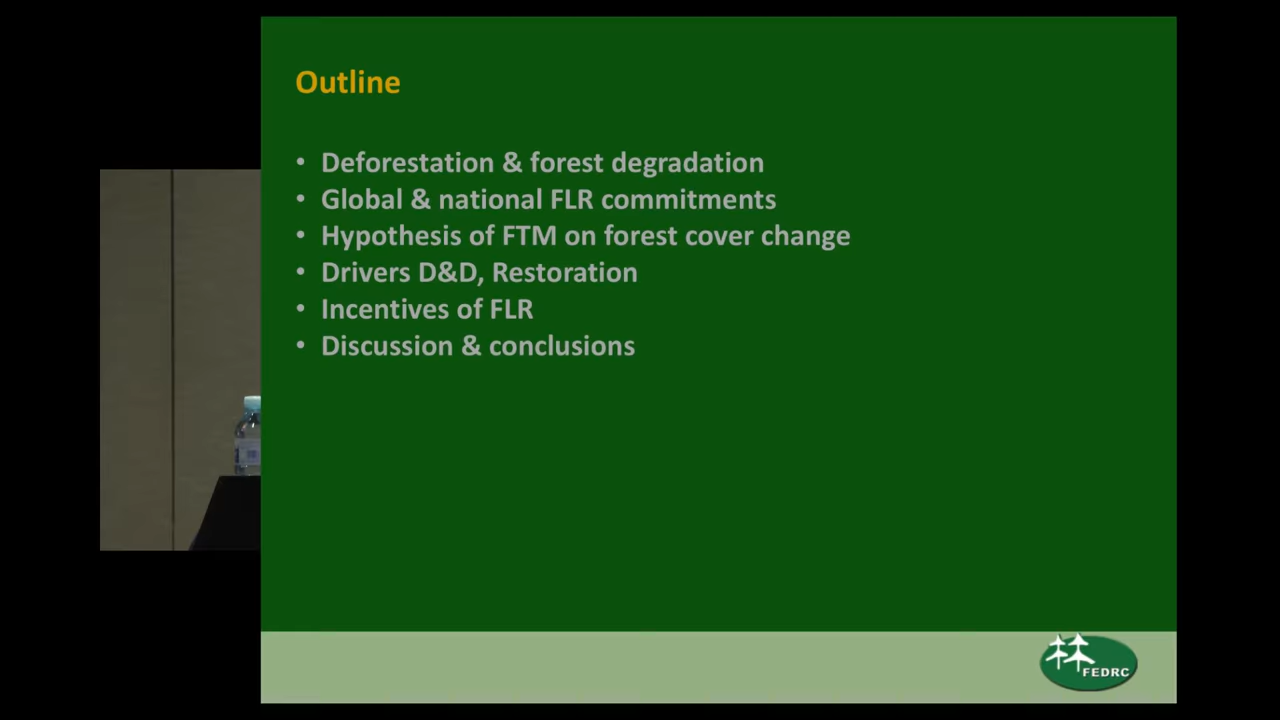 Outline
• Deforestation & forest degradation
• Global & national FLR commitments
• Hypothesis of FTM on forest cover change
• Drivers D&D, Restoration
• Incentives of FLR
• Discussion & conclusions
FEDRC